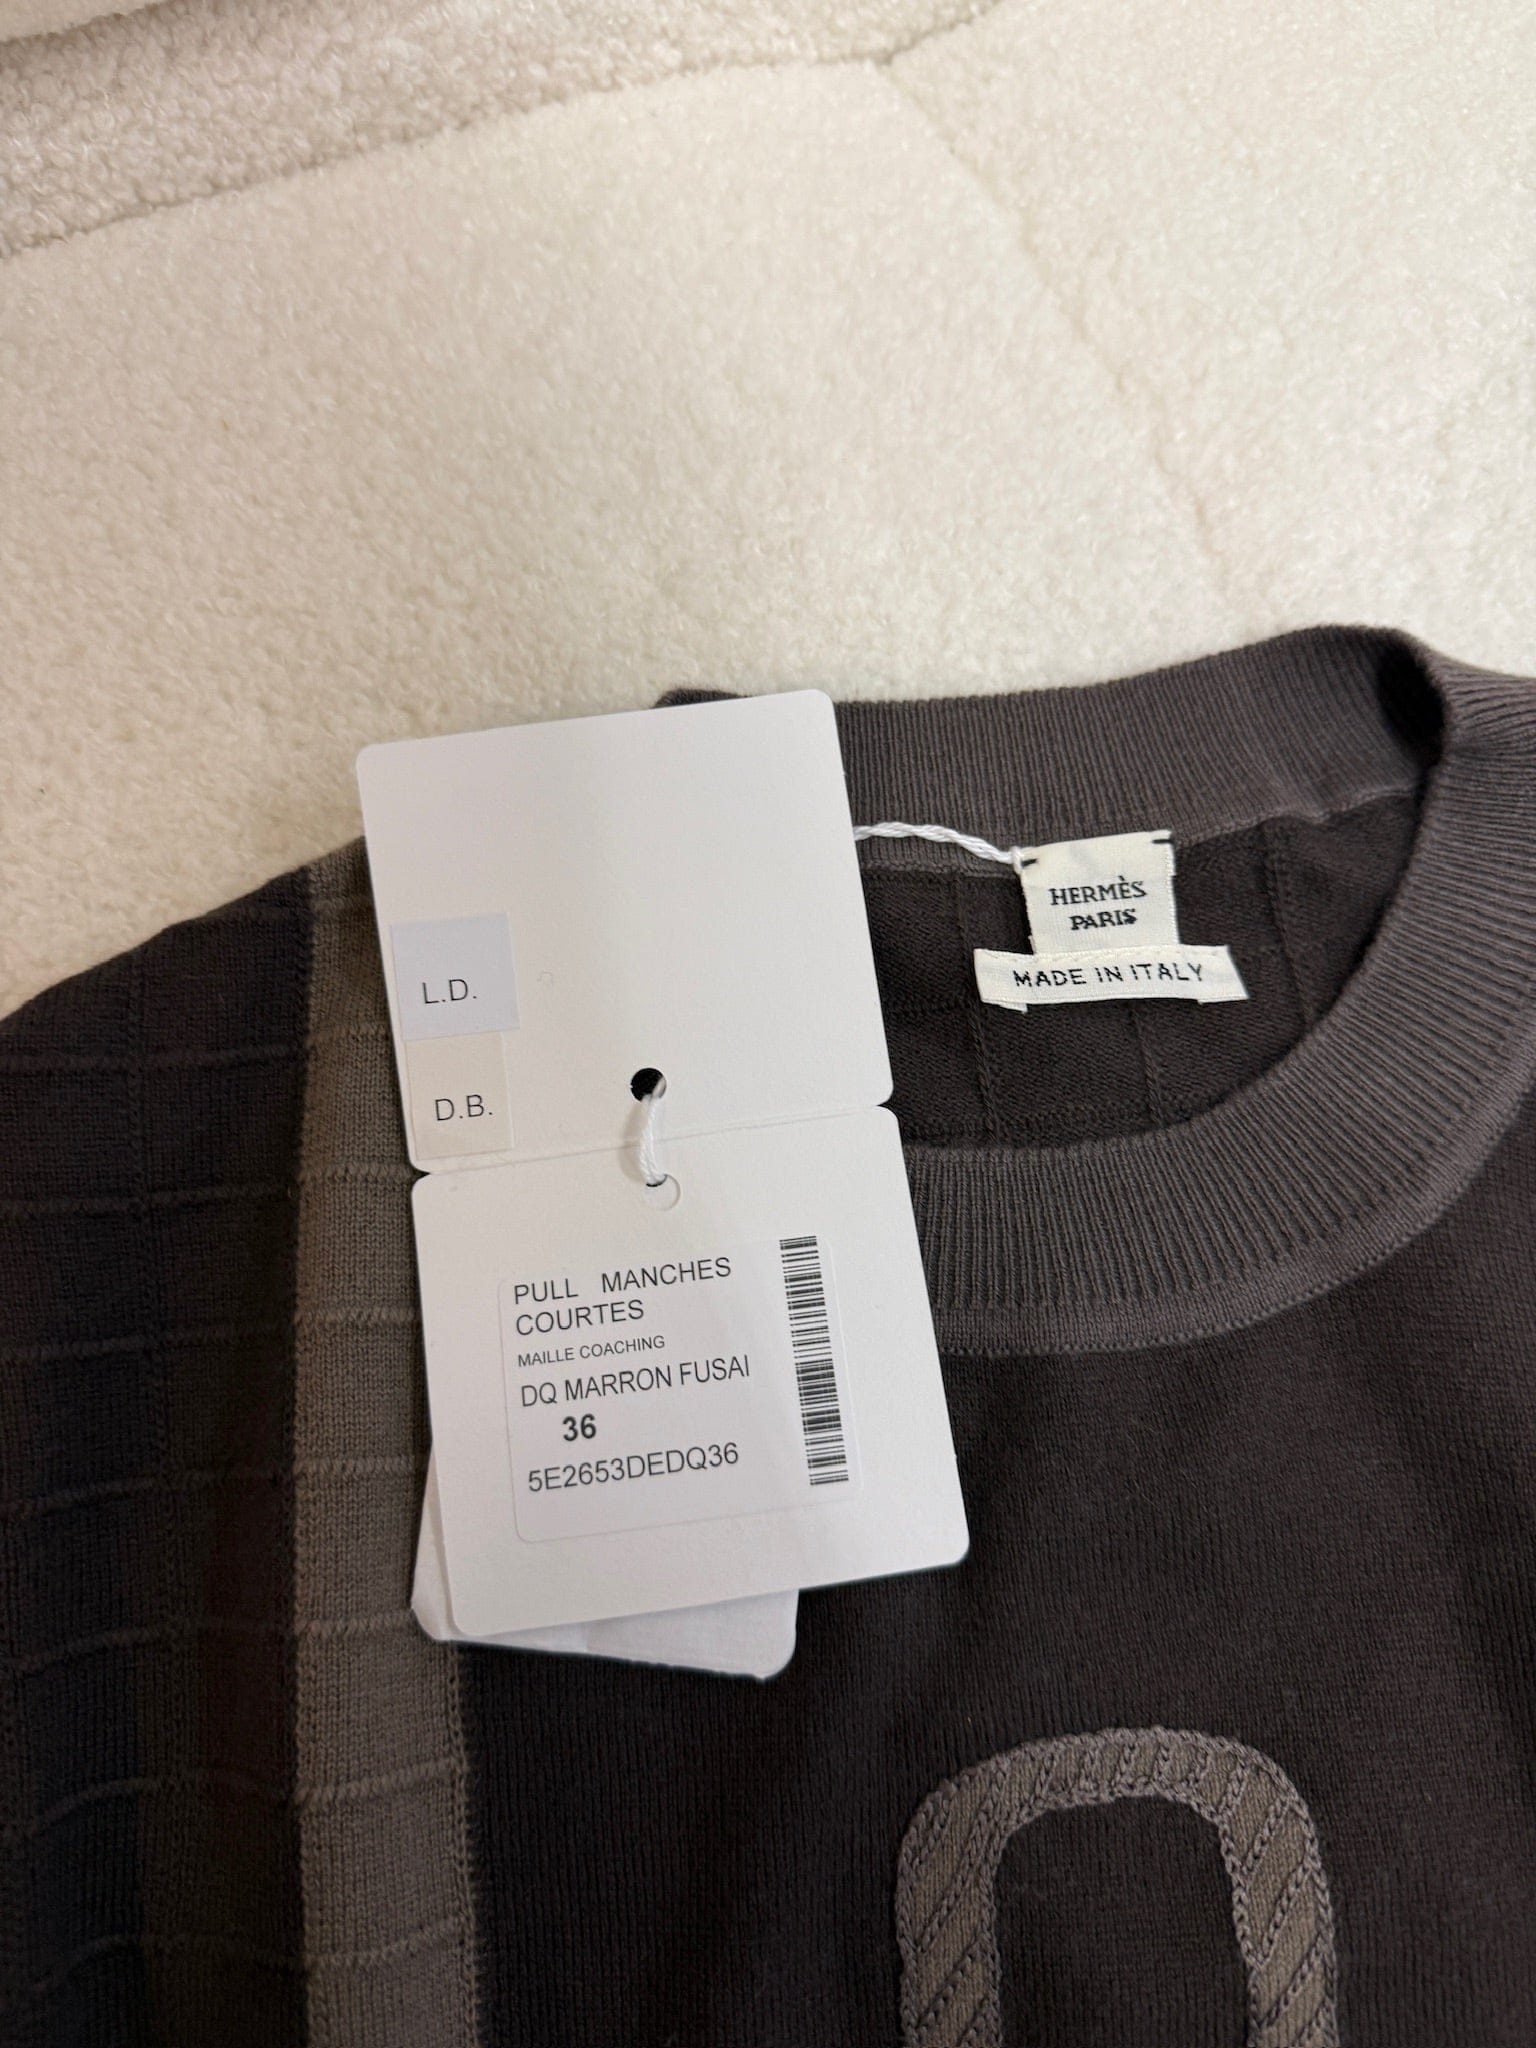 HERMÈS
PARIS
MADE IN ITALY
L.D.
D.B.
PULL MANCHES
COURTES
MAILLE COACHING
DQ MARRON FUSAI
36
5E2653DEDQ36